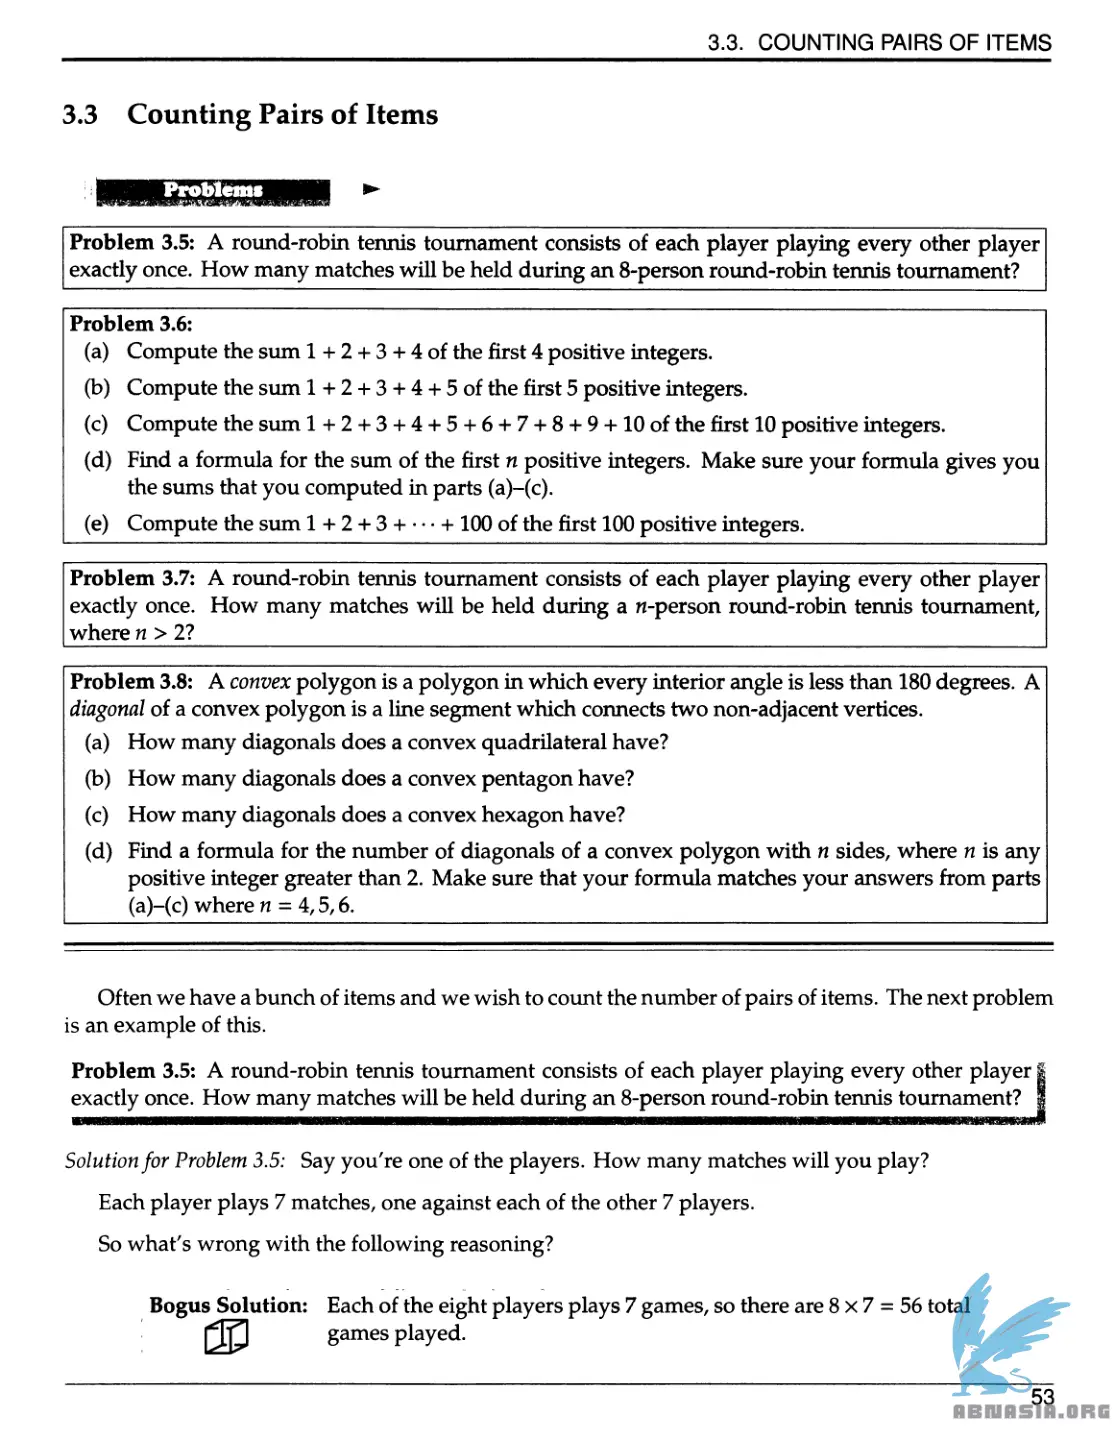 3.3. COUNTING PAIRS OF ITEMS
3.3 Counting Pairs of Items
Problems
Problem 3.5: A round-robin tennis tournament consists of each player playing every other player
exactly once. How many matches will be held during an 8-person round-robin tennis tournament?
Problem 3.6:
(a) Compute the sum 1 + 2 + 3 + 4 of the first 4 positive integers.
(b) Compute the sum 1 + 2 + 3 + 4 + 5 of the first 5 positive integers.
(c) Compute the sum 1 + 2 + 3 + 4 + 5 + 6 + 7 + 8 + 9 + 10 of the first 10 positive integers.
(d) Find a formula for the sum of the first n positive integers. Make sure your formula gives you
the sums that you computed in parts (a)–(c).
(e) Compute the sum 1 + 2 + 3 + ··· + 100 of the first 100 positive integers.
Problem 3.7: A round-robin tennis tournament consists of each player playing every other player
exactly once. How many matches will be held during a n-person round-robin tennis tournament,
where n > 2?
Problem 3.8: A convex polygon is a polygon in which every interior angle is less than 180 degrees. A
diagonal of a convex polygon is a line segment which connects two non-adjacent vertices.
(a) How many diagonals does a convex quadrilateral have?
(b) How many diagonals does a convex pentagon have?
(c) How many diagonals does a convex hexagon have?
(d) Find a formula for the number of diagonals of a convex polygon with n sides, where n is any
positive integer greater than 2. Make sure that your formula matches your answers from parts
(a)–(c) where n = 4, 5, 6.
Often we have a bunch of items and we wish to count the number of pairs of items. The next problem
is an example of this.
Problem 3.5: A round-robin tennis tournament consists of each player playing every other player
exactly once. How many matches will be held during an 8-person round-robin tennis tournament?
Solution for Problem 3.5: Say you're one of the players. How many matches will you play?
Each player plays 7 matches, one against each of the other 7 players.
So what's wrong with the following reasoning?
Bogus Solution: Each of the eight players plays 7 games, so there are 8 × 7 = 56 total
games played.
53
ABNASIA.ORG